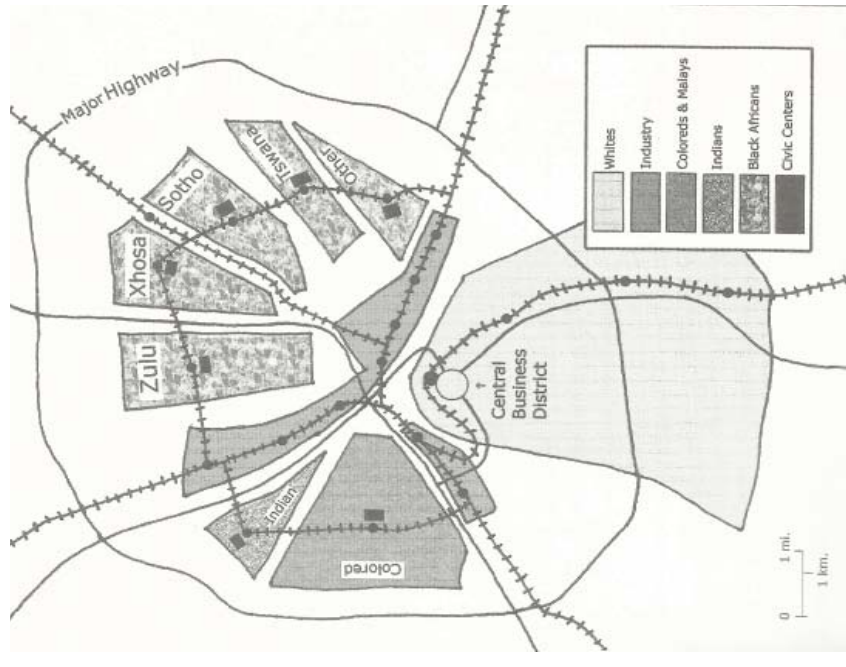 Major Highway
Sotho
Tswana
Other
Xhosa
Zulu
Indian
Colored
↑
Central
Business
District
Whites
Industry
Coloreds & Malays
Indians
Black Africans
Civic Centers
0 1 mi.
1 km.